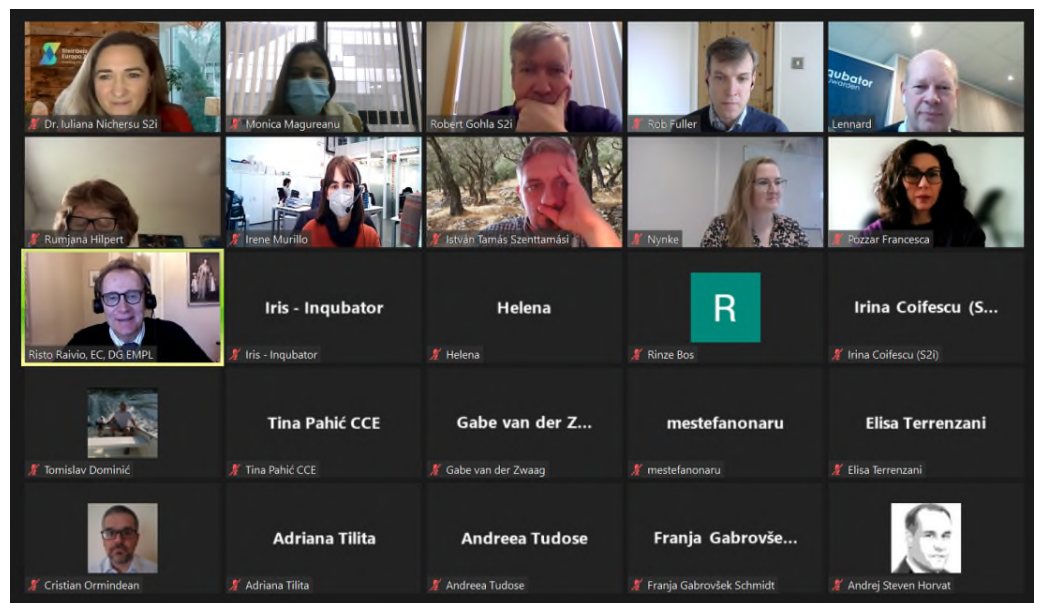 Steinbeis
Europa Z
Dr. Iuliana Nichersu S2i
Monica Magureanu
Robert Gohla S2i
Rob Fuller
qubator
warden
Lennard
Rumjana Hilpert
Irene Murillo
István Tamás Szenttamási
Nynke
Pozzar Francesca
Risto Raivio, EC, DG EMPL
Iris - Inqubator
Iris - Inqubator
Helena
Helena
R
Rinze Bos
Irina Coifescu (S...
Irina Coifescu (S2i)
Tomislav Dominić
Tina Pahić CCE
Tina Pahić CCE
Gabe van der Z...
Gabe van der Zwaag
mestefanonaru
mestefanonaru
Elisa Terrenzani
Elisa Terrenzani
Cristian Ormindean
Adriana Tilita
Adriana Tilita
Andreea Tudose
Andreea Tudose
Franja Gabrovše...
Franja Gabrovšek Schmidt
Andrej Steven Horvat